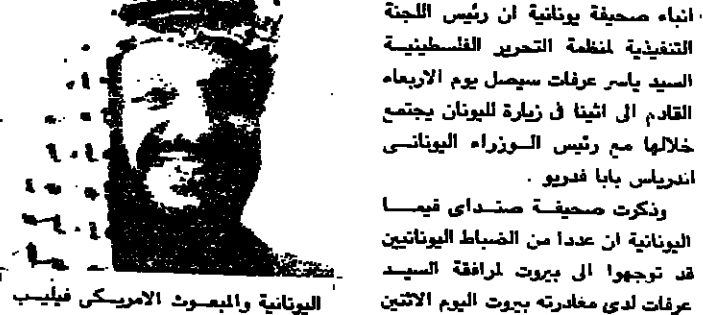 انباء صحيفة يونانية ان رئيس اللجنة
التنفيذية لمنظمة التحرير الفلسطينية
السيد ياسر عرفات سيصل يوم الاربعاء
القادم الى اثينا في زيارة لليونان يجتمع
خلالها مع رئيس الوزراء اليونانى
اندرياس بابا ندريو .
وذكرت صحيفة صنداى فيما
اليونانية ان عددا من الضباط اليونانيين
قد توجهوا الى بيروت لمرافقة السيد
عرفات لدى مغادرته بيروت اليوم الاثنين
اليونانية والمبعوث الامريكى فيليب